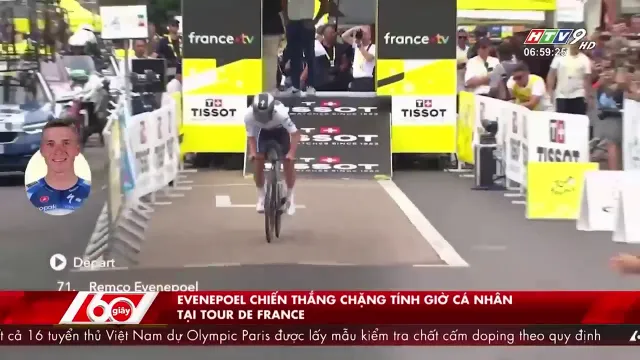 HTV9 HD
06:59:25
france•tv
france•tv
TISSOT
TISSOT
TISSOT
TISSOT
TISSOT
Départ
71. Remco Evenepoel
60 giây
EVENEPOEL CHIẾN THẮNG CHẶNG TÍNH GIỜ CÁ NHÂN
TẠI TOUR DE FRANCE
t cả 16 tuyển thủ Việt Nam dự Olympic Paris được lấy mẫu kiểm tra chất cấm doping theo quy định